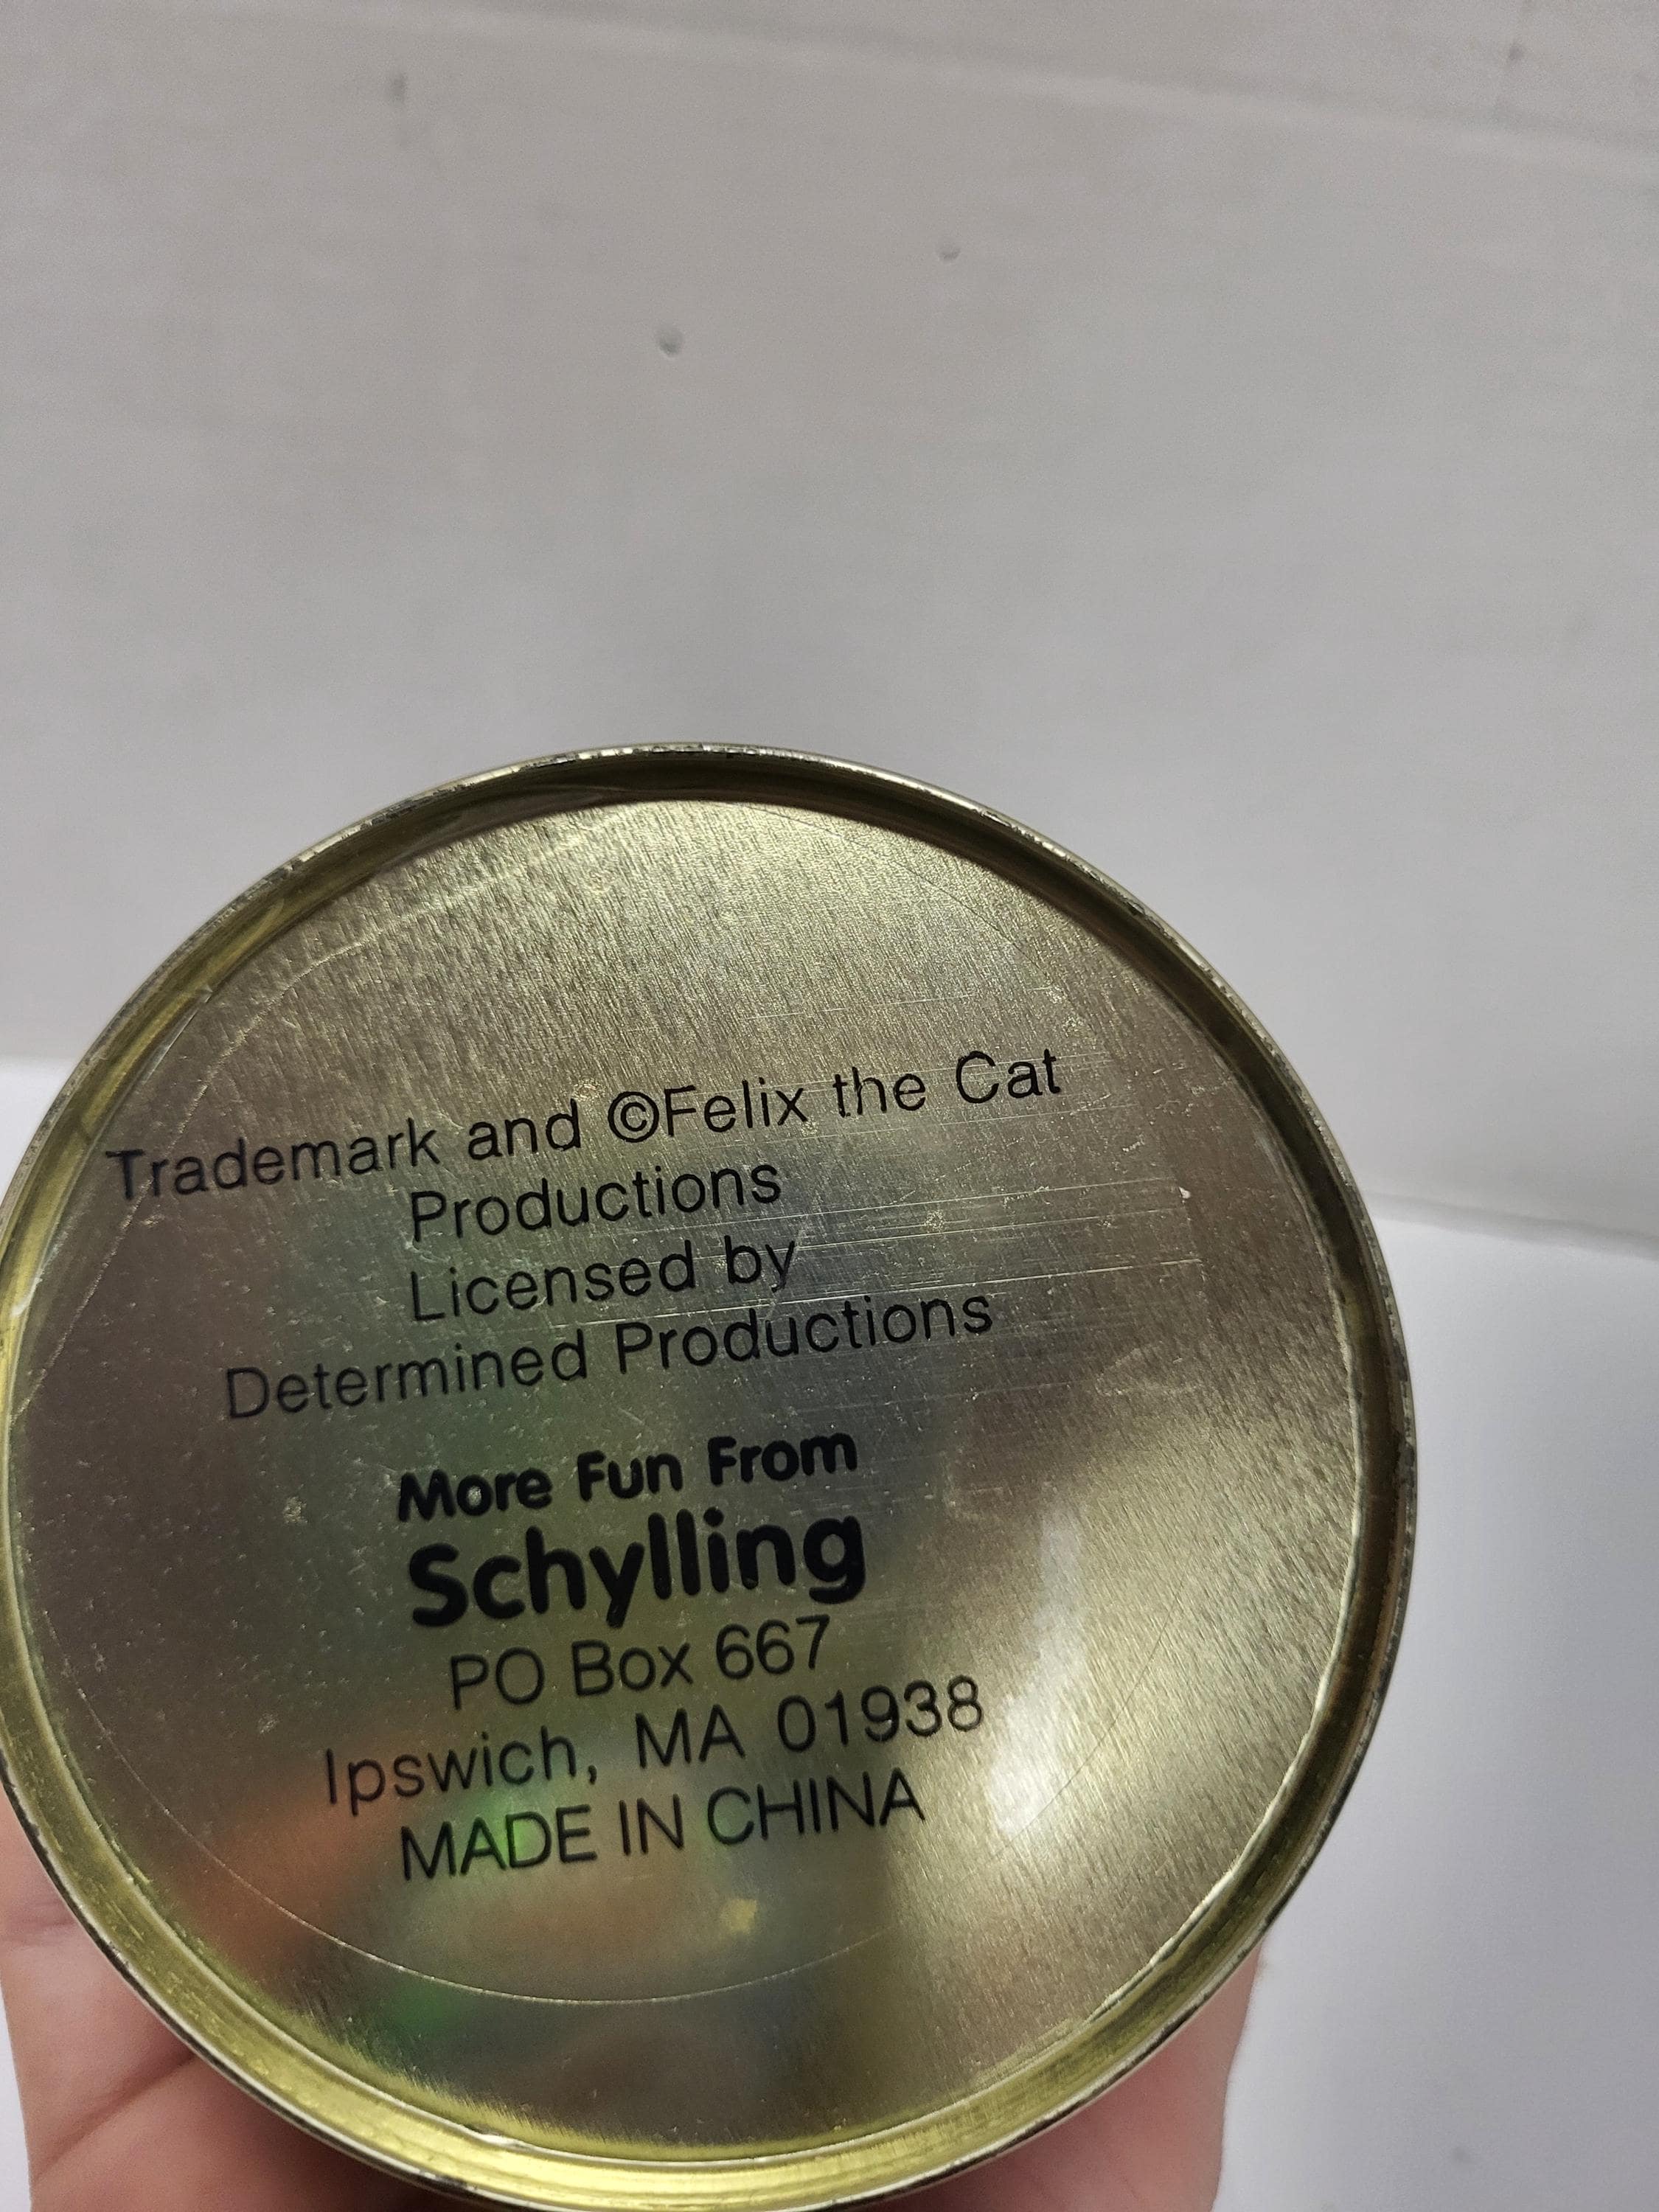 Trademark and ©Felix the Cat
Productions
Licensed by
Determined Productions
More Fun From
Schylling
PO Box 667
Ipswich, MA 01938
MADE IN CHINA